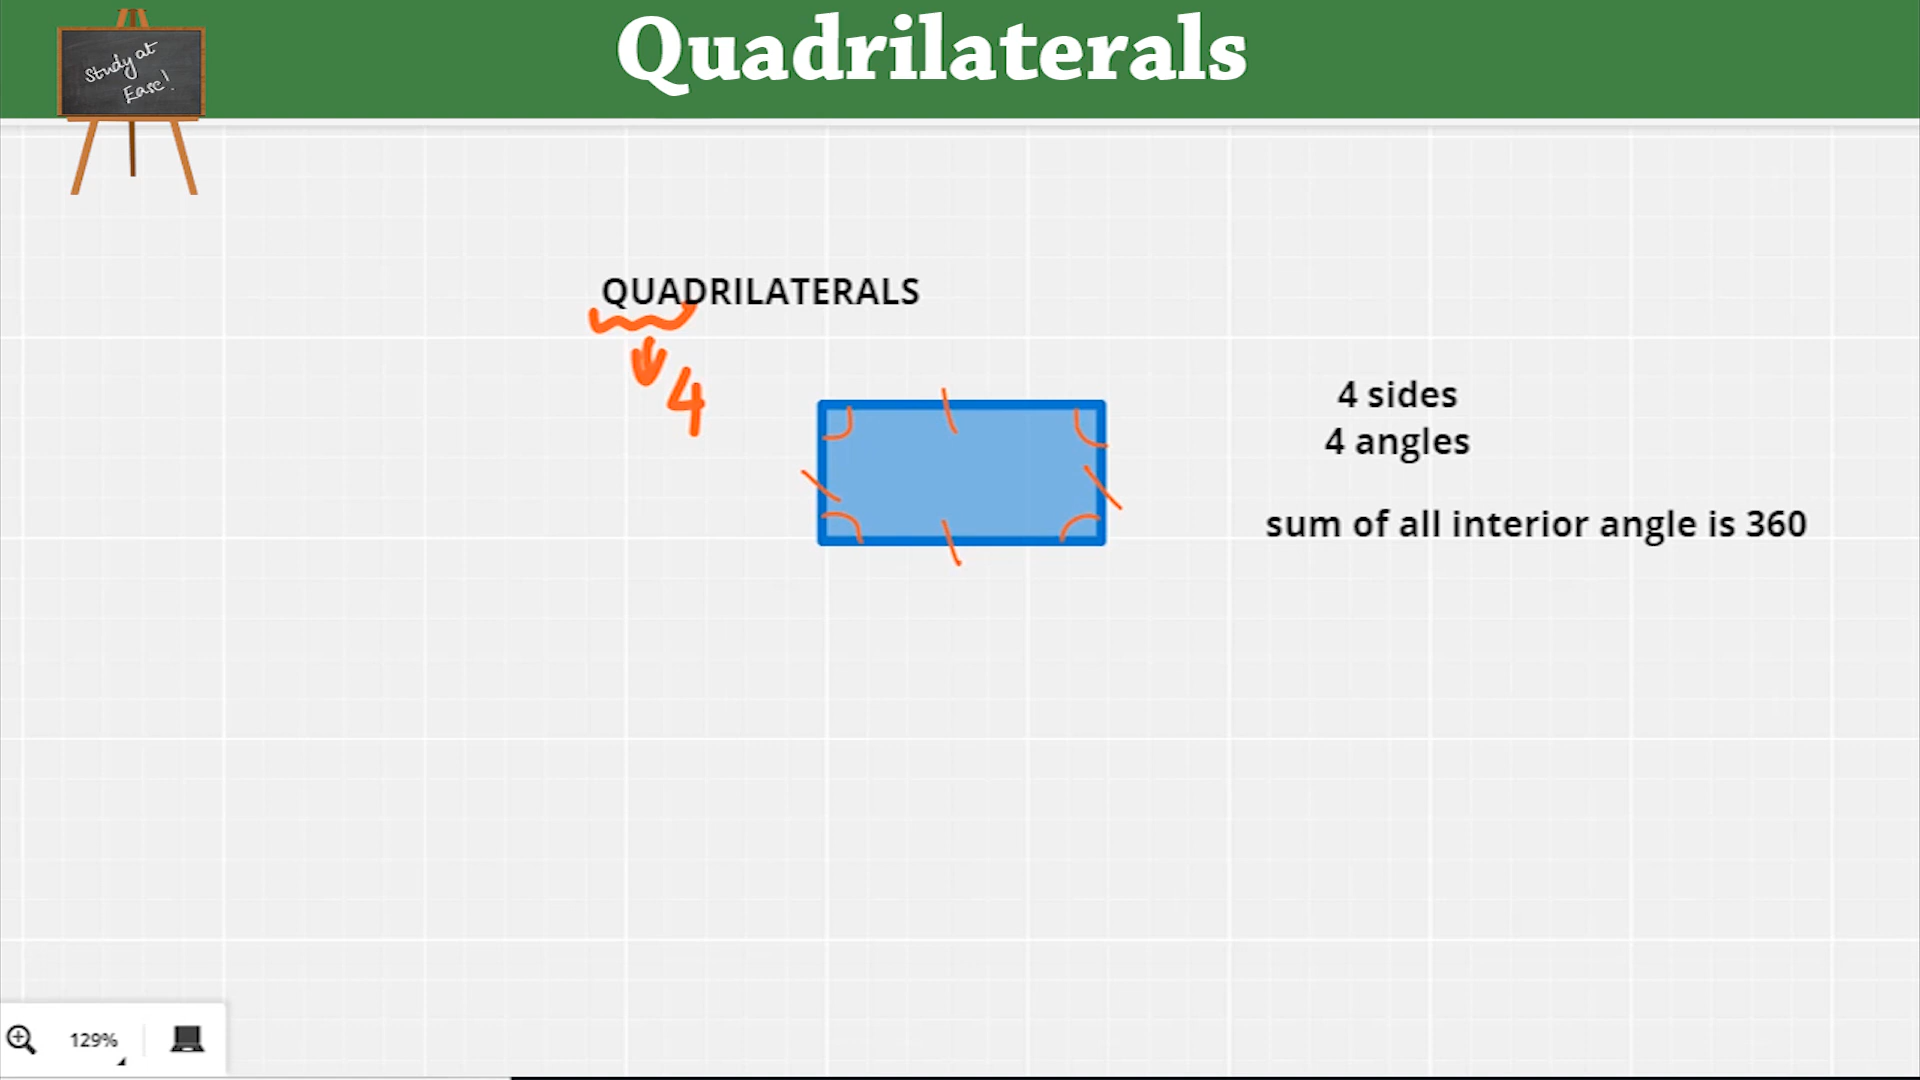 Quadrilaterals
Study at
Ease!
QUADRILATERALS
4
4 sides
4 angles
sum of all interior angle is 360
129%